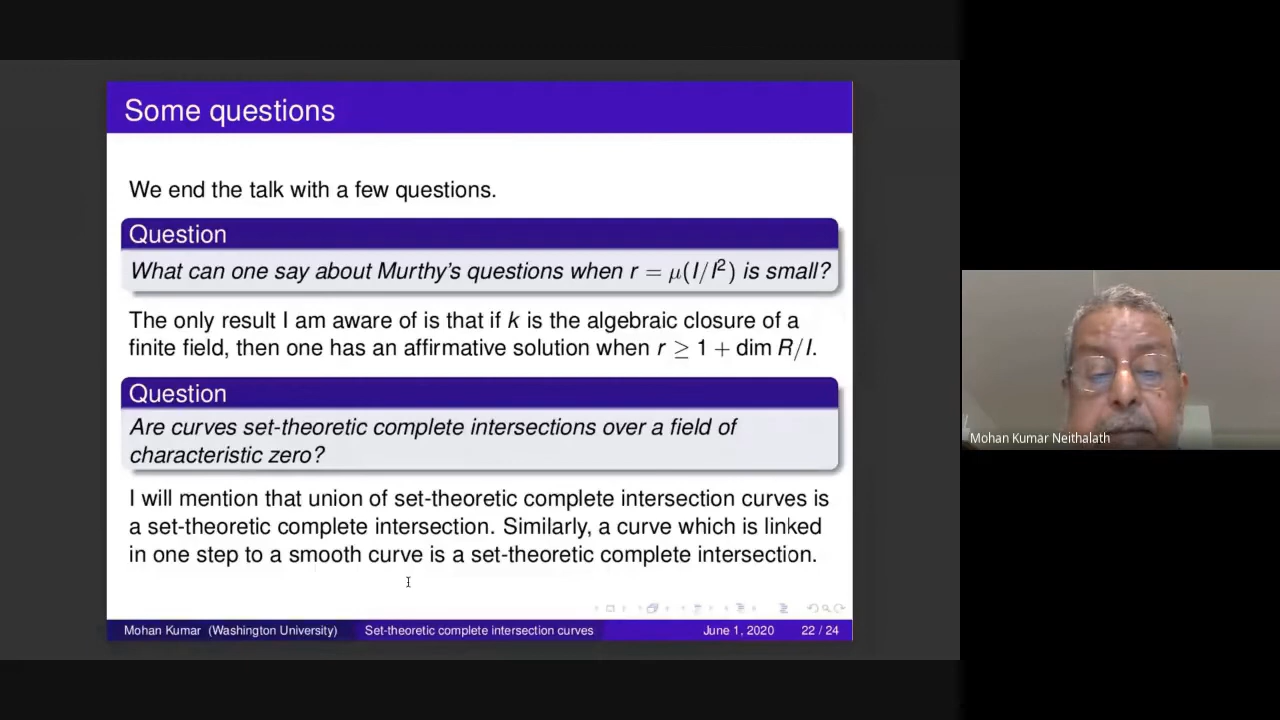 Some questions
We end the talk with a few questions.
Question
What can one say about Murthy's questions when r = μ(I/I²) is small?
The only result I am aware of is that if k is the algebraic closure of a
finite field, then one has an affirmative solution when r ≥ 1 + dim R/I.
Question
Are curves set-theoretic complete intersections over a field of
characteristic zero?
I will mention that union of set-theoretic complete intersection curves is
a set-theoretic complete intersection. Similarly, a curve which is linked
in one step to a smooth curve is a set-theoretic complete intersection.
Mohan Kumar (Washington University) Set-theoretic complete intersection curves June 1, 2020 22 / 24
Mohan Kumar Neithalath